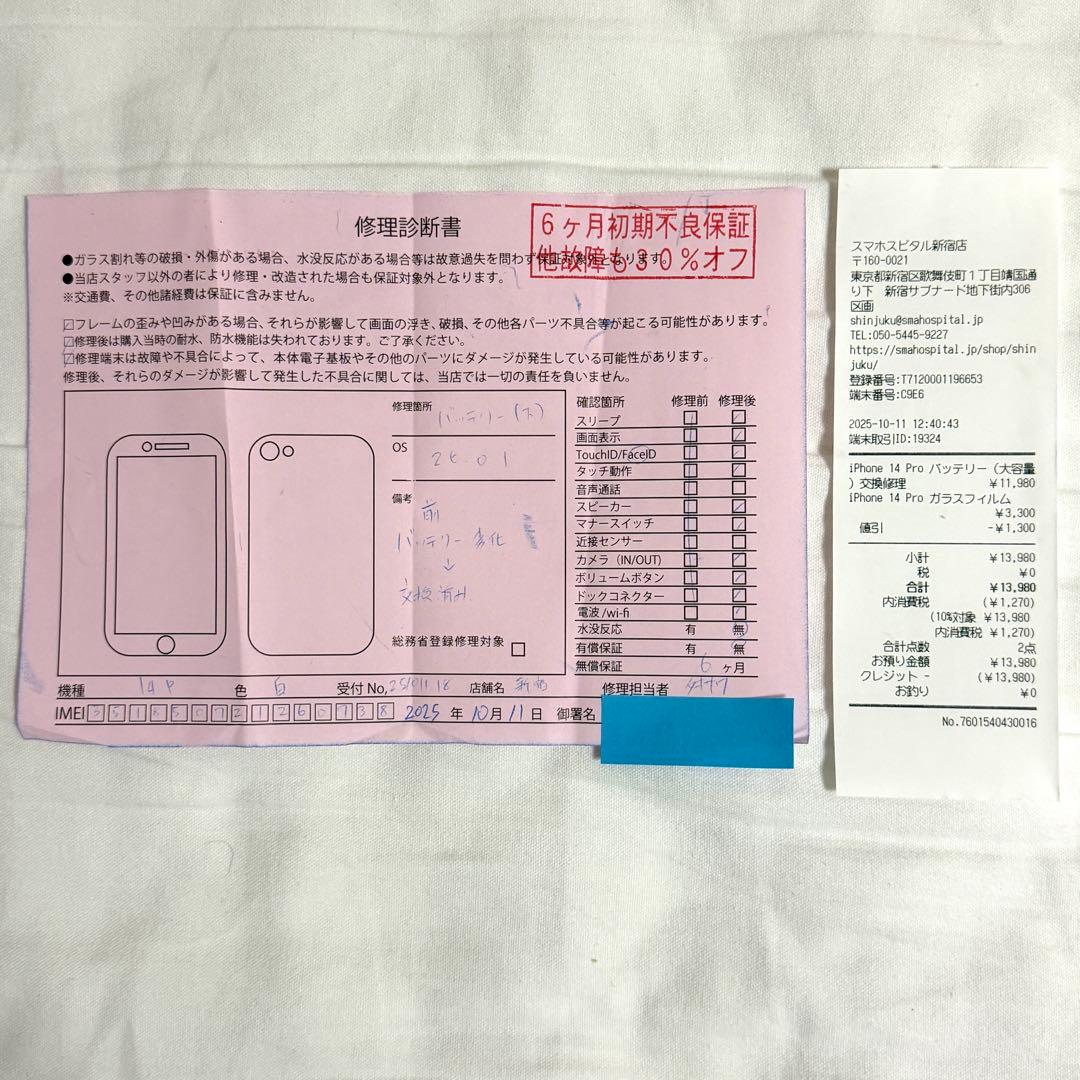 修理診断書
6ヶ月初期不良保証
他故障も30%オフ
●ガラス割れ等の破損・外傷がある場合、水没反応がある場合等は故意過失を問わず保証対象外となります。
●当店スタッフ以外の者により修理・改造された場合も保証対象外となります。
※交通費、その他諸経費は保証に含みません。
☑フレームの歪みや凹みがある場合、それらが影響して画面の浮き、破損、その他各パーツ不具合等が起こる可能性があります。
☑修理後は購入当時の耐水、防水機能は失われております。ご了承ください。
☑修理端末は故障や不具合によって、本体電子基板やその他のパーツにダメージが発生している可能性があります。
修理後、それらのダメージが影響して発生した不具合に関しては、当店では一切の責任を負いません。
修理箇所 バッテリー(大)
OS 26.01
備考 前
バッテリー劣化
↓
交換済み
総務省登録修理対象 □
確認箇所 修理前 修理後
スリープ
画面表示
TouchID/FaceID
タッチ動作
音声通話
スピーカー
マナースイッチ
近接センサー
カメラ(IN/OUT)
ボリュームボタン
ドックコネクター
電波/wi-fi
水没反応 有 無
有償保証 有 無
無償保証 6ヶ月
機種 14P 色 白 受付No, 店舗名 新宿 修理担当者
IMEI 351850721260738 2025年10月11日 御署名
スマホスピタル新宿店
〒160-0021
東京都新宿区歌舞伎町1丁目靖国通
り下 新宿サブナード地下街内306
区画
shinjuku@smahospital.jp
TEL:050-5445-9227
https://smahospital.jp/shop/shin
juku/
登録番号:T7120001196653
端末番号:C9E6
2025-10-11 12:40:43
端末取引ID:19324
iPhone 14 Pro バッテリー(大容量
)交換修理 ¥11,980
iPhone 14 Pro ガラスフィルム
¥3,300
値引 -¥1,300
小計 ¥13,980
税 ¥0
合計 ¥13,980
内消費税 (¥1,270)
(10%対象 ¥13,980
内消費税 ¥1,270)
合計点数 2点
お預り金額 ¥13,980
クレジット - (¥13,980)
お釣り ¥0
No.7601540430016